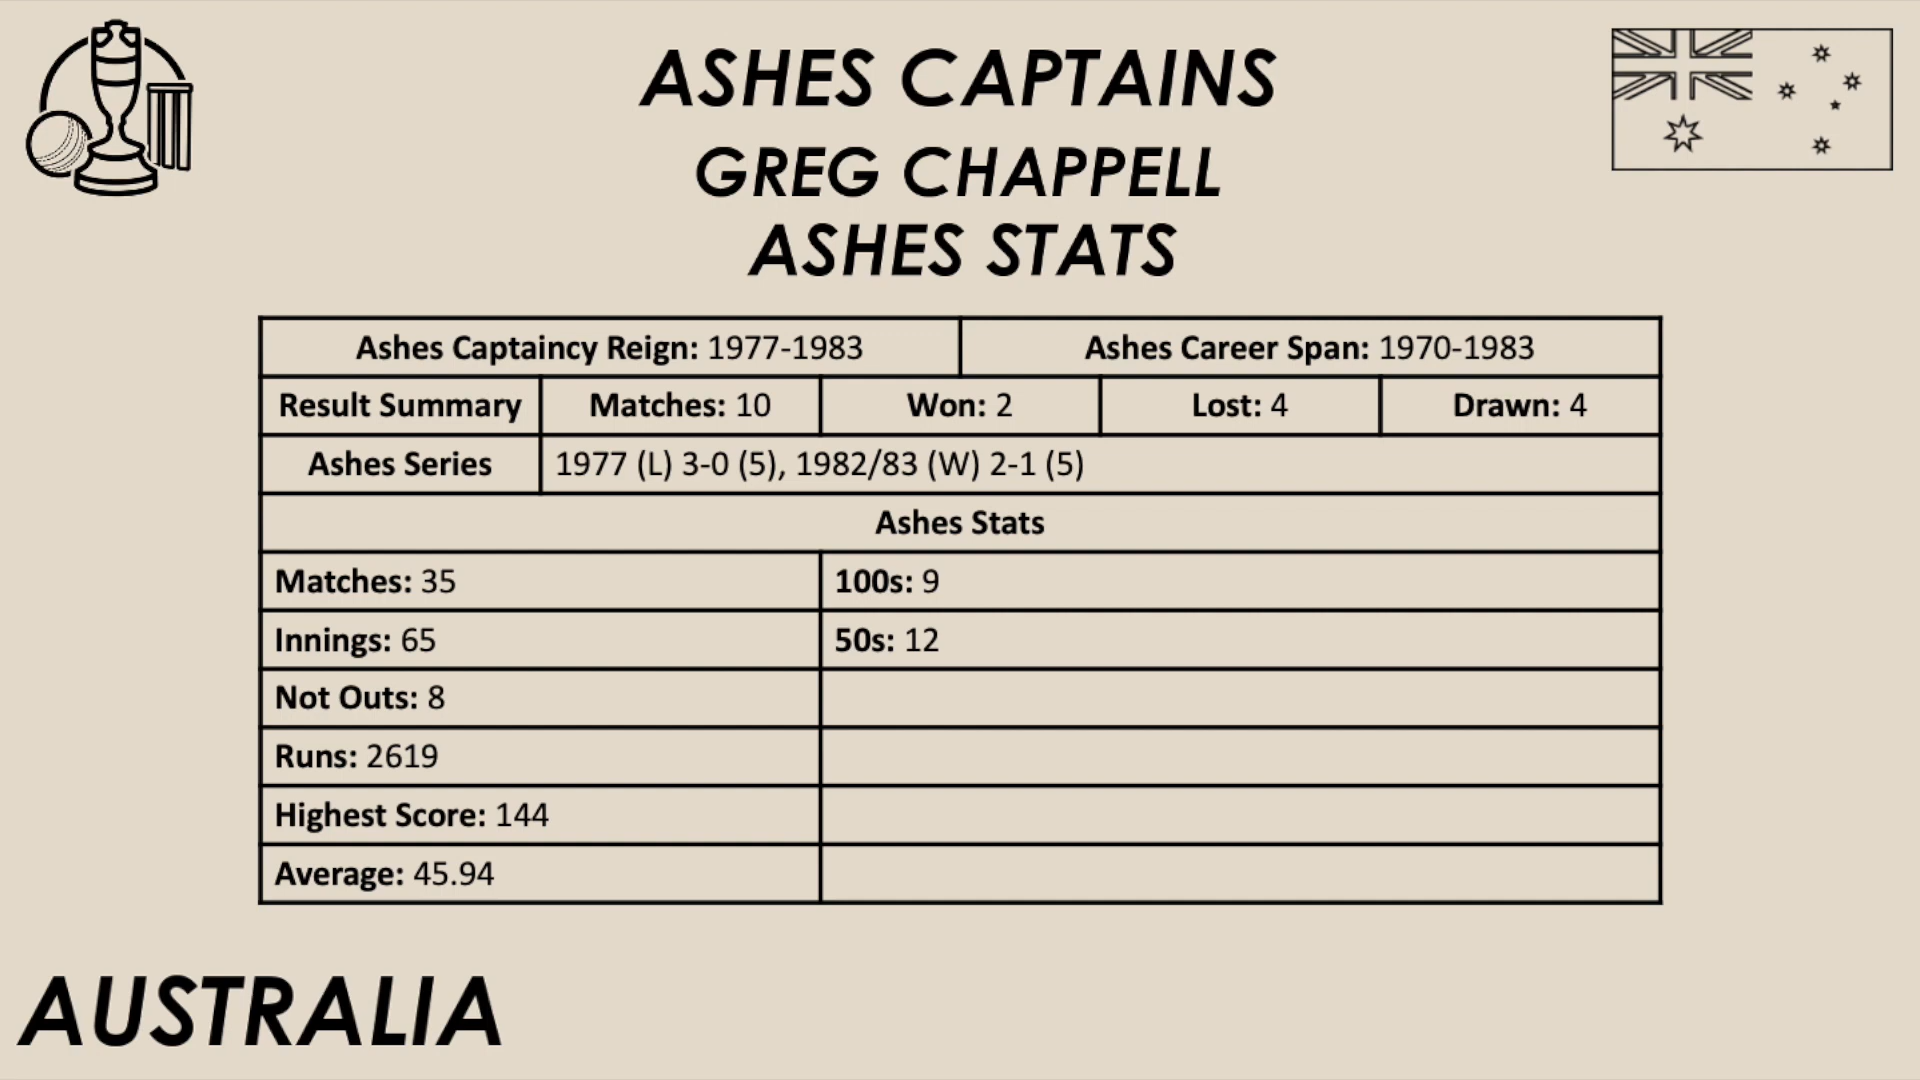 ASHES CAPTAINS
GREG CHAPPELL
ASHES STATS
Ashes Captaincy Reign: 1977-1983
Ashes Career Span: 1970-1983
Result Summary
Matches: 10
Won: 2
Lost: 4
Drawn: 4
Ashes Series
1977 (L) 3-0 (5), 1982/83 (W) 2-1 (5)
Ashes Stats
Matches: 35
100s: 9
Innings: 65
50s: 12
Not Outs: 8
Runs: 2619
Highest Score: 144
Average: 45.94
AUSTRALIA